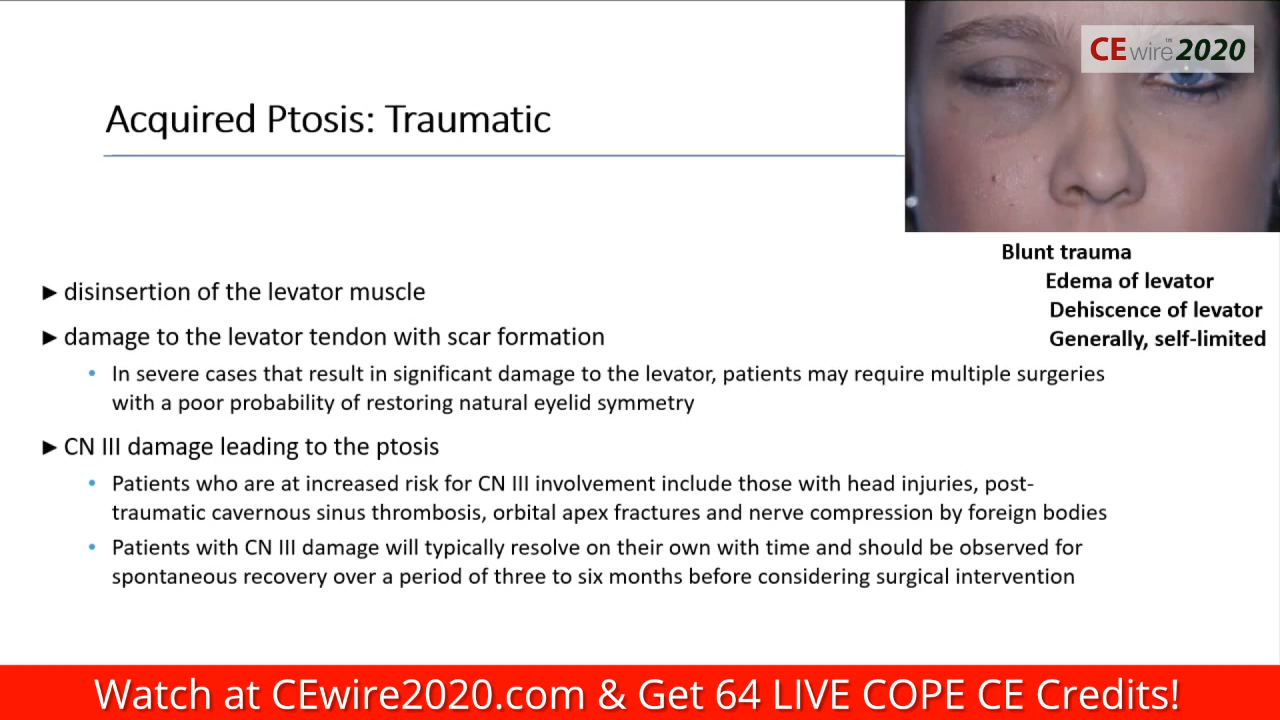 CEwire™2020
Acquired Ptosis: Traumatic
Blunt trauma
Edema of levator
Dehiscence of levator
Generally, self-limited
► disinsertion of the levator muscle
► damage to the levator tendon with scar formation
• In severe cases that result in significant damage to the levator, patients may require multiple surgeries
with a poor probability of restoring natural eyelid symmetry
► CN III damage leading to the ptosis
• Patients who are at increased risk for CN III involvement include those with head injuries, post-
traumatic cavernous sinus thrombosis, orbital apex fractures and nerve compression by foreign bodies
• Patients with CN III damage will typically resolve on their own with time and should be observed for
spontaneous recovery over a period of three to six months before considering surgical intervention
Watch at CEwire2020.com & Get 64 LIVE COPE CE Credits!